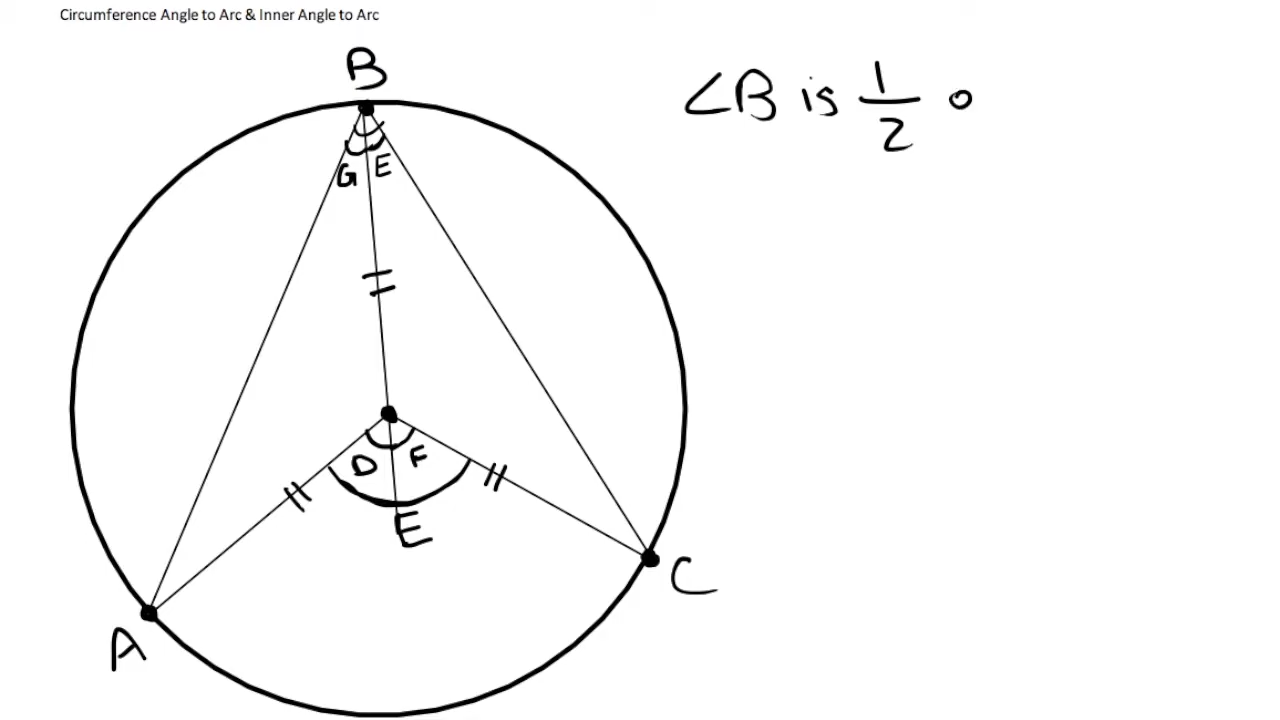 Circumference Angle to Arc & Inner Angle to Arc
B
∠B is 1/2 o
G E
D F
E
C
A